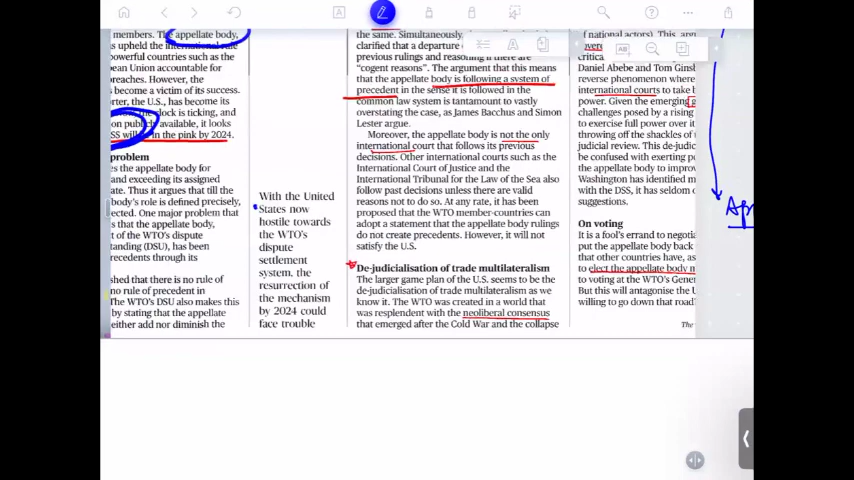 members. The appellate body,
as upheld the international rule
powerful countries such as the
pean Union accountable for
reaches. However, the
s become a victim of its success.
rter, the U.S., has become its
clock is ticking, and
on publicly available, it looks
SS will be in the pink by 2024.
problem
es the appellate body for
and exceeding its assigned
ate. Thus it argues that till the
body's role is defined precisely,
ected. One major problem that
s that the appellate body,
t of the WTO's dispute
tanding (DSU), has been
recedents through its
shed that there is no rule of
no rule of precedent in
The WTO's DSU also makes this
by stating that the appellate
either add nor diminish the
With the United
States now
hostile towards
the WTO's
dispute
settlement
system, the
resurrection of
the mechanism
by 2024 could
face trouble
the same. Simultaneously,
clarified that a departure
previous rulings and reasoning if there are
"cogent reasons". The argument that this means
that the appellate body is following a system of
precedent in the sense it is followed in the
common law system is tantamount to vastly
overstating the case, as James Bacchus and Simon
Lester argue.
Moreover, the appellate body is not the only
international court that follows its previous
decisions. Other international courts such as the
International Court of Justice and the
International Tribunal for the Law of the Sea also
follow past decisions unless there are valid
reasons not to do so. At any rate, it has been
proposed that the WTO member-countries can
adopt a statement that the appellate body rulings
do not create precedents. However, it will not
satisfy the U.S.
De-judicialisation of trade multilateralism
The larger game plan of the U.S. seems to be the
de-judicialisation of trade multilateralism as we
know it. The WTO was created in a world that
was resplendent with the neoliberal consensus
that emerged after the Cold War and the collapse
of national actors). This, arg
overs
critica
Daniel Abebe and Tom Ginsb
reverse phenomenon where
international courts to take b
power. Given the emerging g
challenges posed by a rising
to exercise full power over it
throwing off the shackles of
judicial review. This de-judic
be confused with exerting po
the appellate body to improv
Washington has identified m
with the DSS, it has seldom o
suggestions.
On voting
It is a fool's errand to negotia
put the appellate body back
that other countries have, as
to elect the appellate body m
to voting at the WTO's Gener
But this will antagonise the U
willing to go down that road?
The